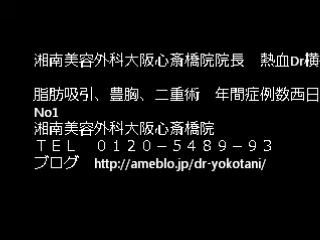 湘南美容外科大阪心斎橋院院長　熱血Dr横
脂肪吸引、豊胸、二重術　年間症例数西日
No1
湘南美容外科大阪心斎橋院
ＴＥＬ　０１２０－５４８９－９３
ブログ　http://ameblo.jp/dr-yokotani/